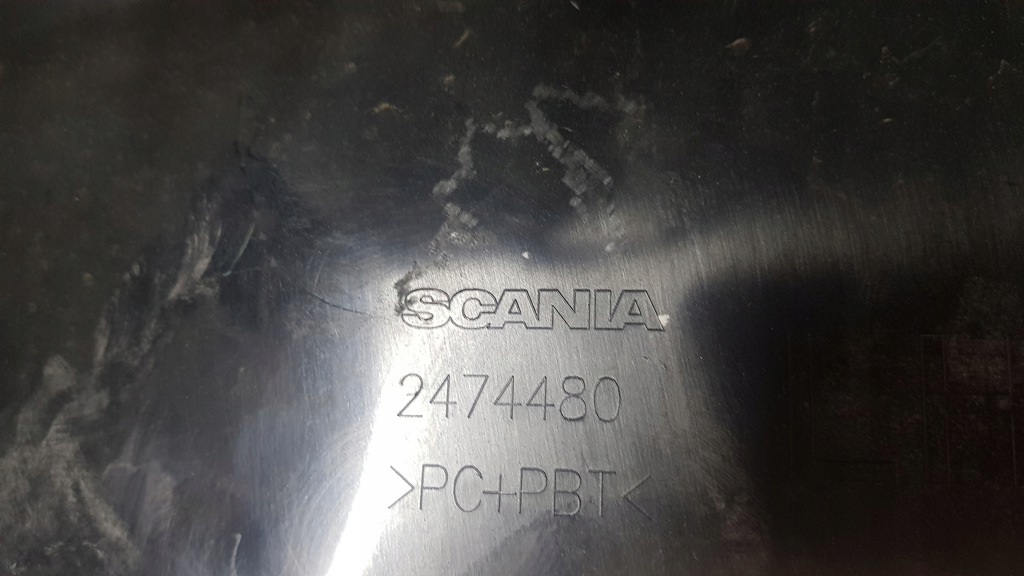 SCANIA
2474480
>PC+PBT<